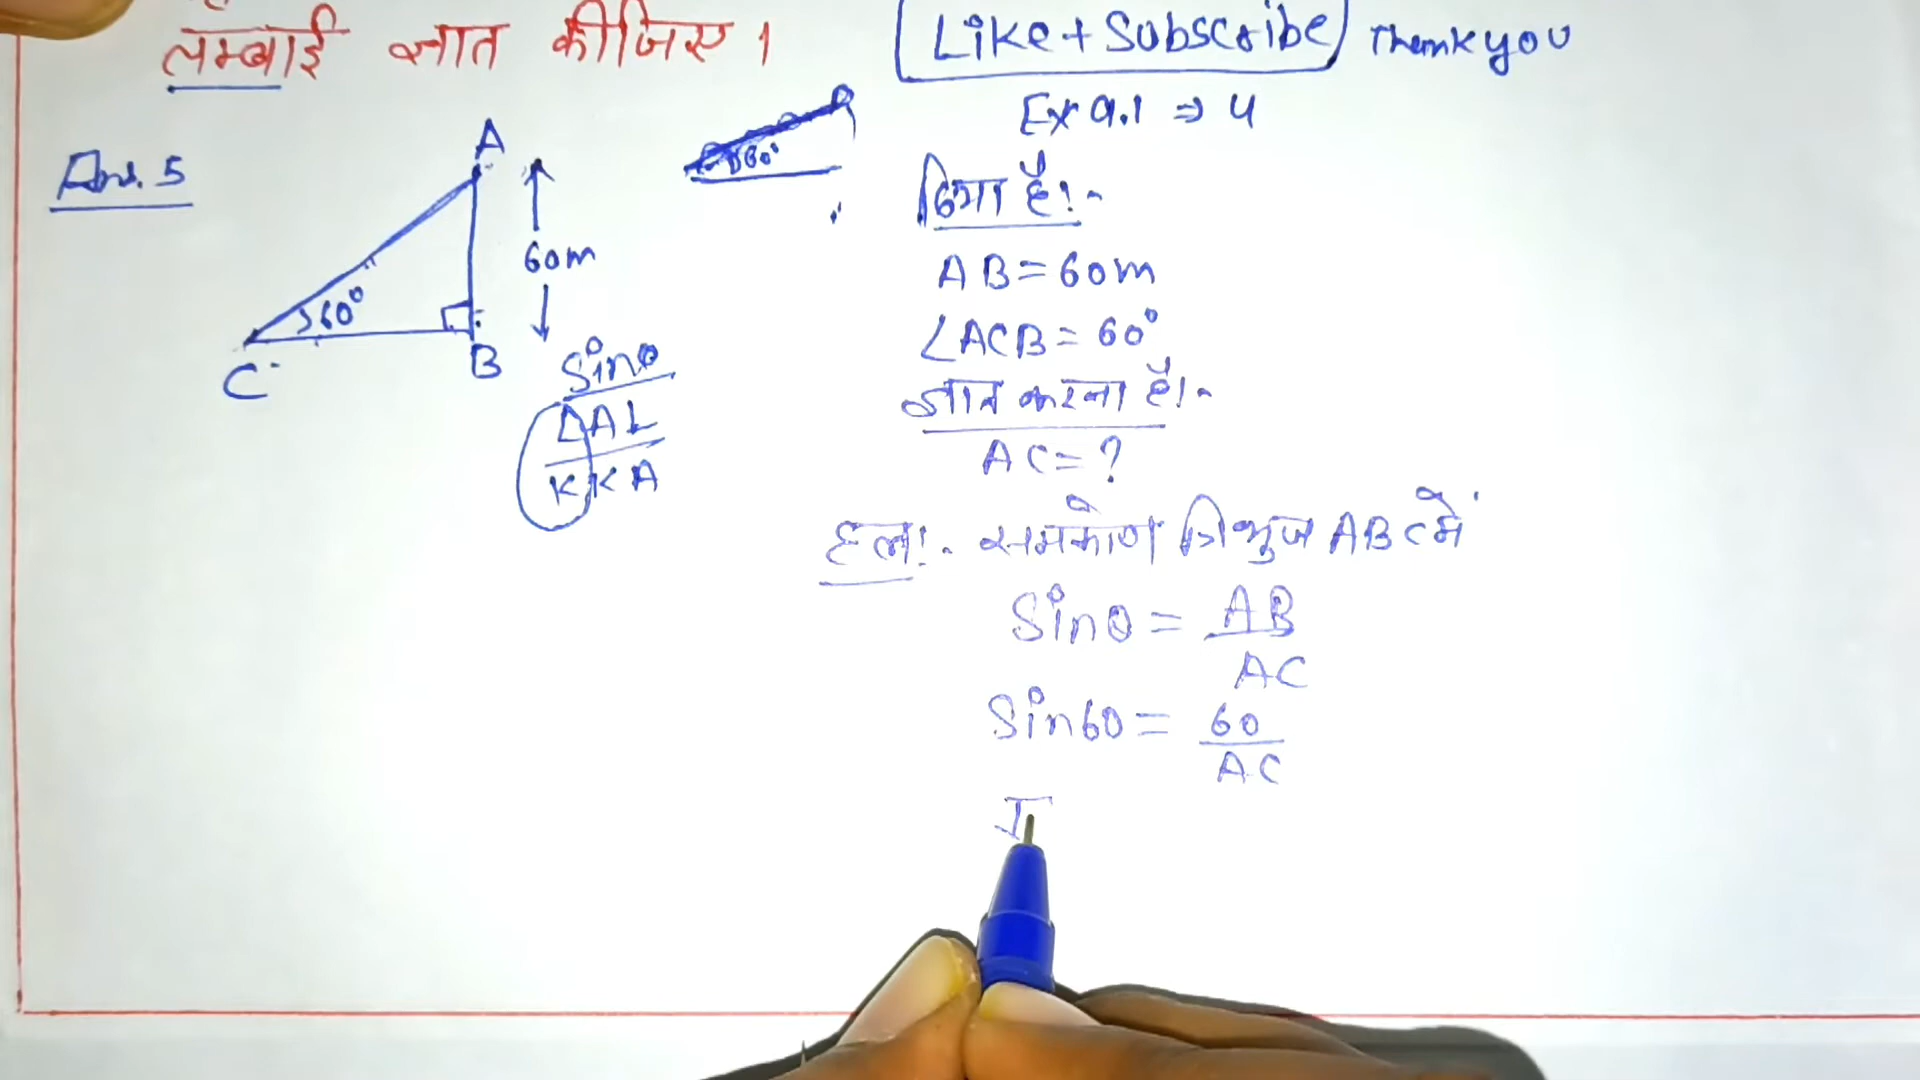 लम्बाई ज्ञात कीजिए।
Like + Subscribe Thank you
Ex 9.1 ⇒ 4
Ans. 5
A
60m
60°
C
B
Sinθ
LAL
KKA
दिया है:-
AB = 60m
∠ACB = 60°
ज्ञात करना है:-
AC = ?
हल:- समकोण त्रिभुज ABC में
Sinθ = AB/AC
Sin60 = 60/AC